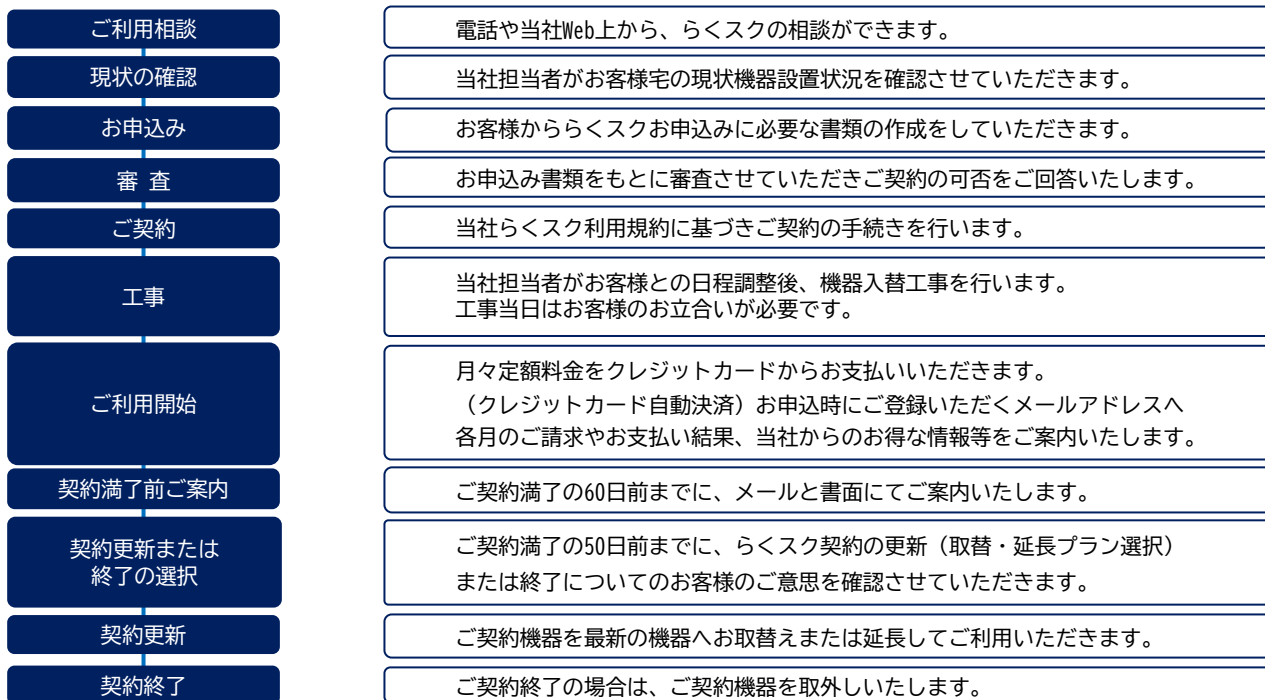 ご利用相談
電話や当社Web上から、らくスクの相談ができます。
現状の確認
当社担当者がお客様宅の現状機器設置状況を確認させていただきます。
お申込み
お客様かららくスクお申込みに必要な書類の作成をしていただきます。
審 査
お申込み書類をもとに審査させていただきご契約の可否をご回答いたします。
ご契約
当社らくスク利用規約に基づきご契約の手続きを行います。
工事
当社担当者がお客様との日程調整後、機器入替工事を行います。
工事当日はお客様のお立合いが必要です。
ご利用開始
月々定額料金をクレジットカードからお支払いいただきます。
（クレジットカード自動決済）お申込時にご登録いただくメールアドレスへ
各月のご請求やお支払い結果、当社からのお得な情報等をご案内いたします。
契約満了前ご案内
ご契約満了の60日前までに、メールと書面にてご案内いたします。
契約更新または
終了の選択
ご契約満了の50日前までに、らくスク契約の更新（取替・延長プラン選択）
または終了についてのお客様のご意思を確認させていただきます。
契約更新
ご契約機器を最新の機器へお取替えまたは延長してご利用いただきます。
契約終了
ご契約終了の場合は、ご契約機器を取外しいたします。